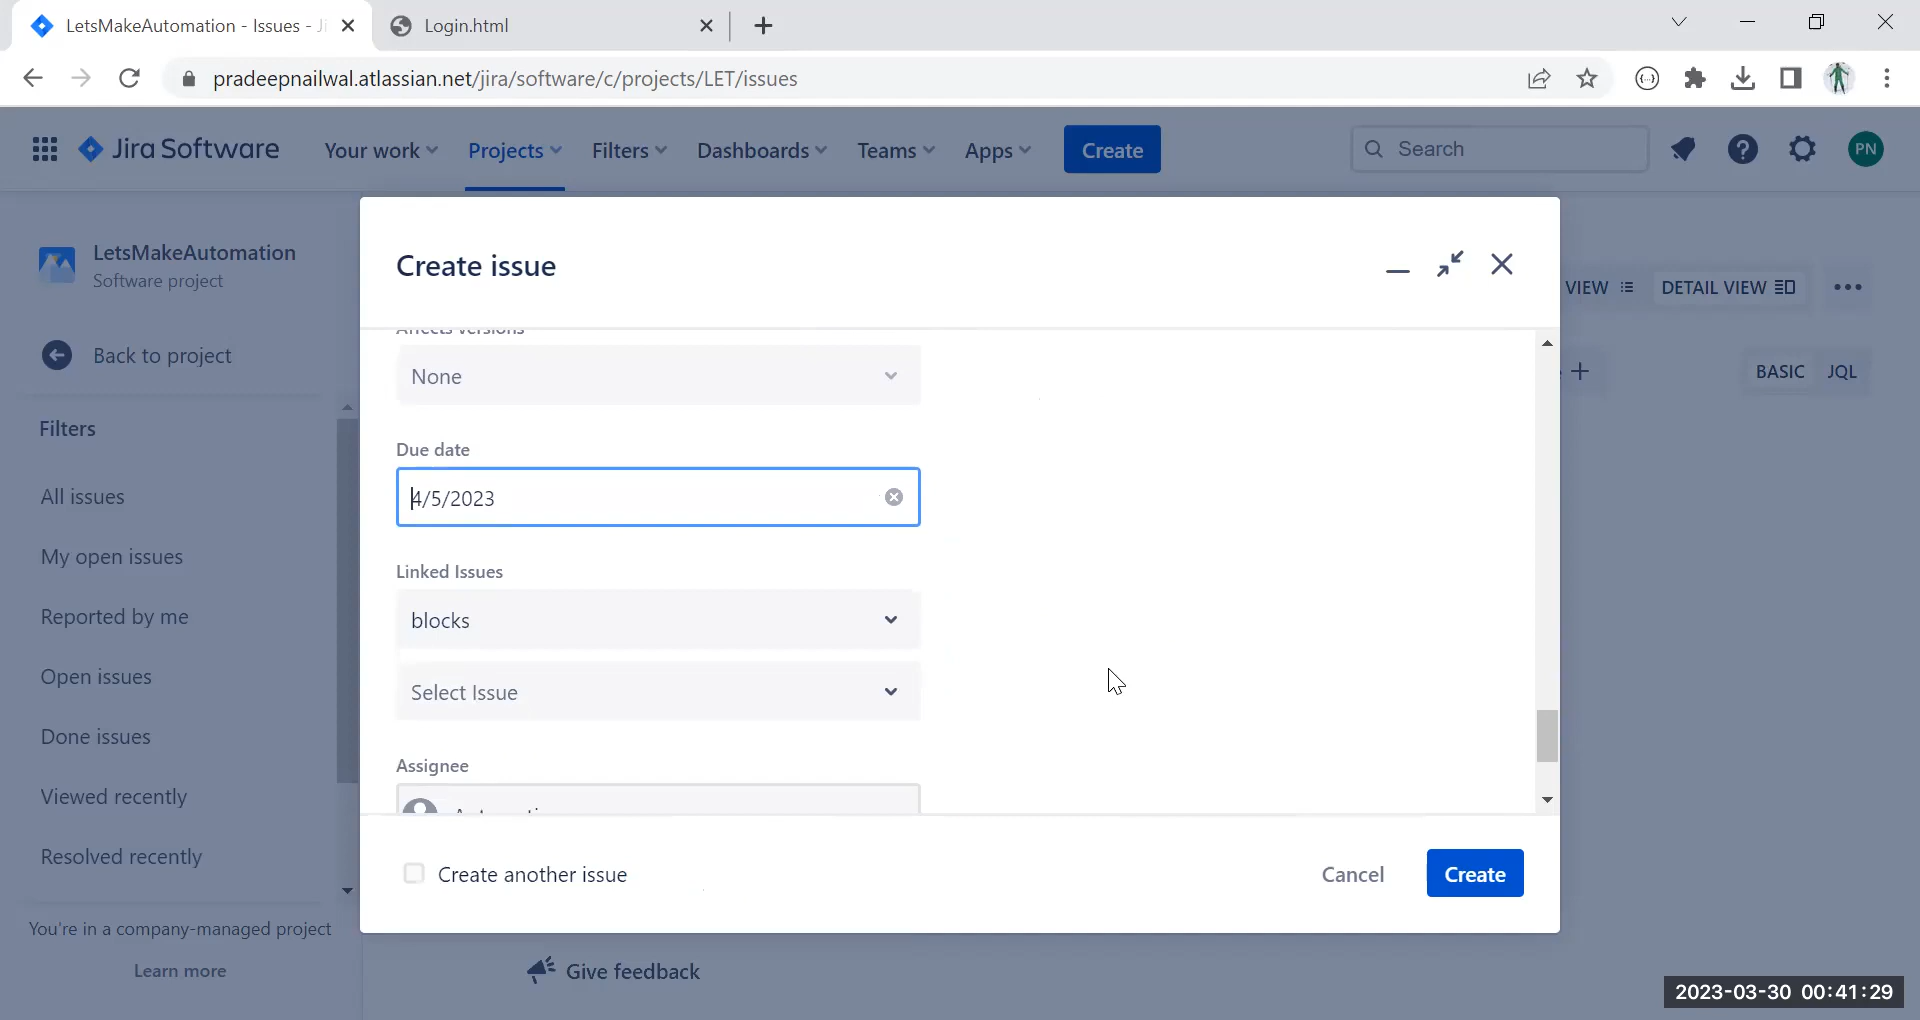 LetsMakeAutomation - Issues - Ji
Login.html
pradeepnailwal.atlassian.net/jira/software/c/projects/LET/issues
Jira Software
Your work
Projects
Filters
Dashboards
Teams
Apps
Create
Search
PN
LetsMakeAutomation
Software project
Back to project
Filters
All issues
My open issues
Reported by me
Open issues
Done issues
Viewed recently
Resolved recently
You're in a company-managed project
Learn more
Create issue
Affects versions
None
Due date
4/5/2023
Linked Issues
blocks
Select Issue
Assignee
Create another issue
Cancel
Create
VIEW
DETAIL VIEW
BASIC
JQL
Give feedback
2023-03-30 00:41:29